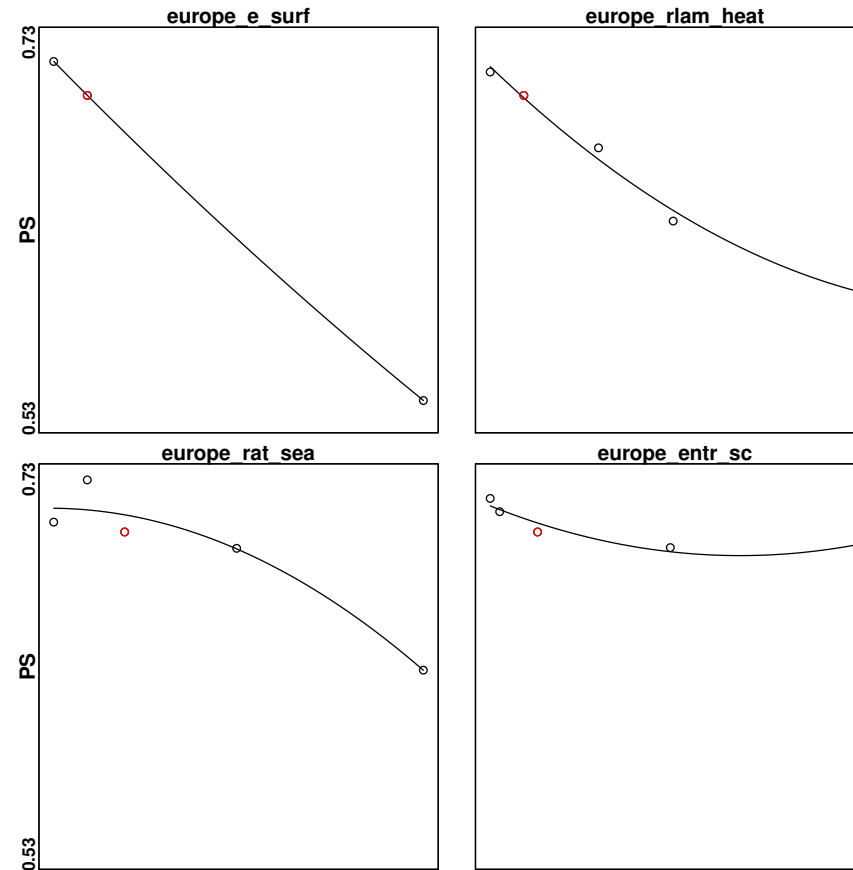 europe_e_surf
europe_rlam_heat
0.73
PS
0.53
europe_rat_sea
europe_entr_sc
0.73
PS
0.53